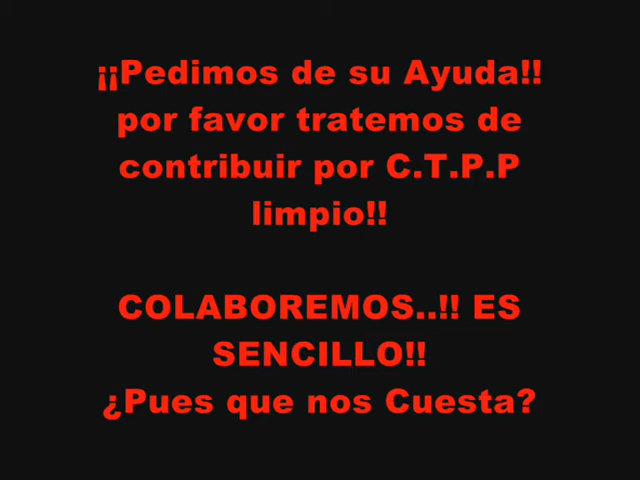 ¡¡Pedimos de su Ayuda!!
por favor tratemos de
contribuir por C.T.P.P
limpio!!
COLABOREMOS..!! ES
SENCILLO!!
¿Pues que nos Cuesta?